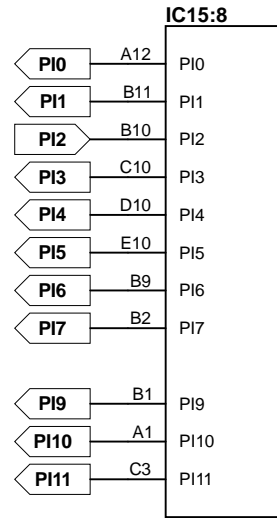 IC15:8
PI0 A12 PI0
PI1 B11 PI1
PI2 B10 PI2
PI3 C10 PI3
PI4 D10 PI4
PI5 E10 PI5
PI6 B9 PI6
PI7 B2 PI7
PI9 B1 PI9
PI10 A1 PI10
PI11 C3 PI11